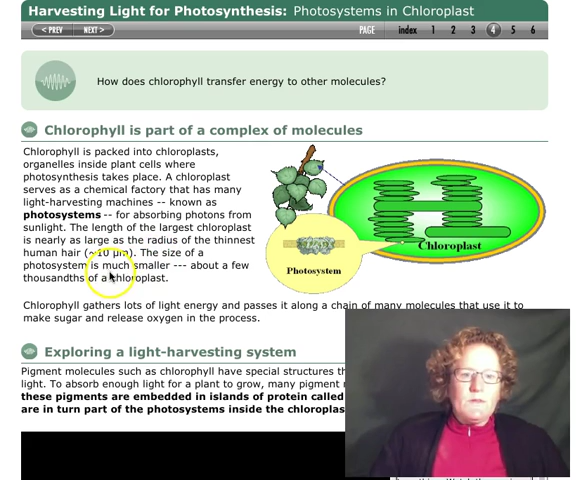 Harvesting Light for Photosynthesis: Photosystems in Chloroplast
< PREV NEXT > PAGE index 1 2 3 4 5 6
How does chlorophyll transfer energy to other molecules?
Chlorophyll is part of a complex of molecules
Chlorophyll is packed into chloroplasts,
organelles inside plant cells where
photosynthesis takes place. A chloroplast
serves as a chemical factory that has many
light-harvesting machines -- known as
photosystems -- for absorbing photons from
sunlight. The length of the largest chloroplast
is nearly as large as the radius of the thinnest
human hair (~10 µm). The size of a
photosystem is much smaller --- about a few
thousandths of a chloroplast.
Chloroplast
Photosystem
Chlorophyll gathers lots of light energy and passes it along a chain of many molecules that use it to
make sugar and release oxygen in the process.
Exploring a light-harvesting system
Pigment molecules such as chlorophyll have special structures
light. To absorb enough light for a plant to grow, many pigment
these pigments are embedded in islands of protein called
are in turn part of the photosystems inside the